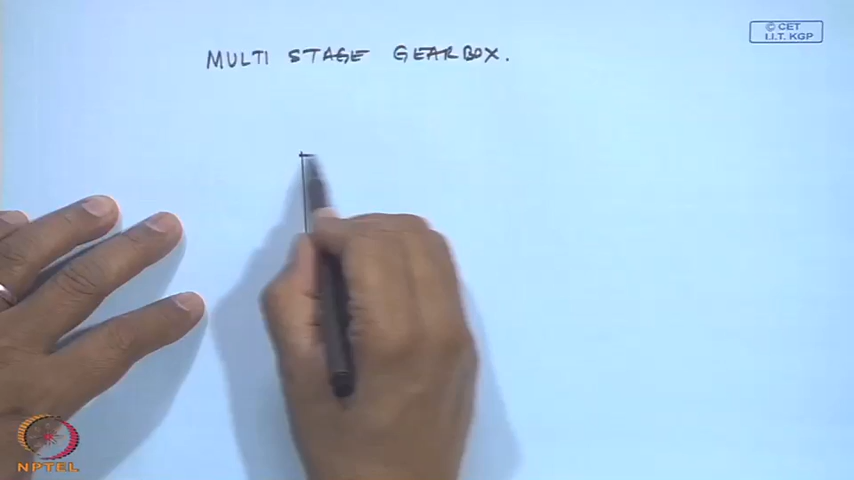 MULTI STAGE GEARBOX.
© CET
I.I.T. KGP
NPTEL